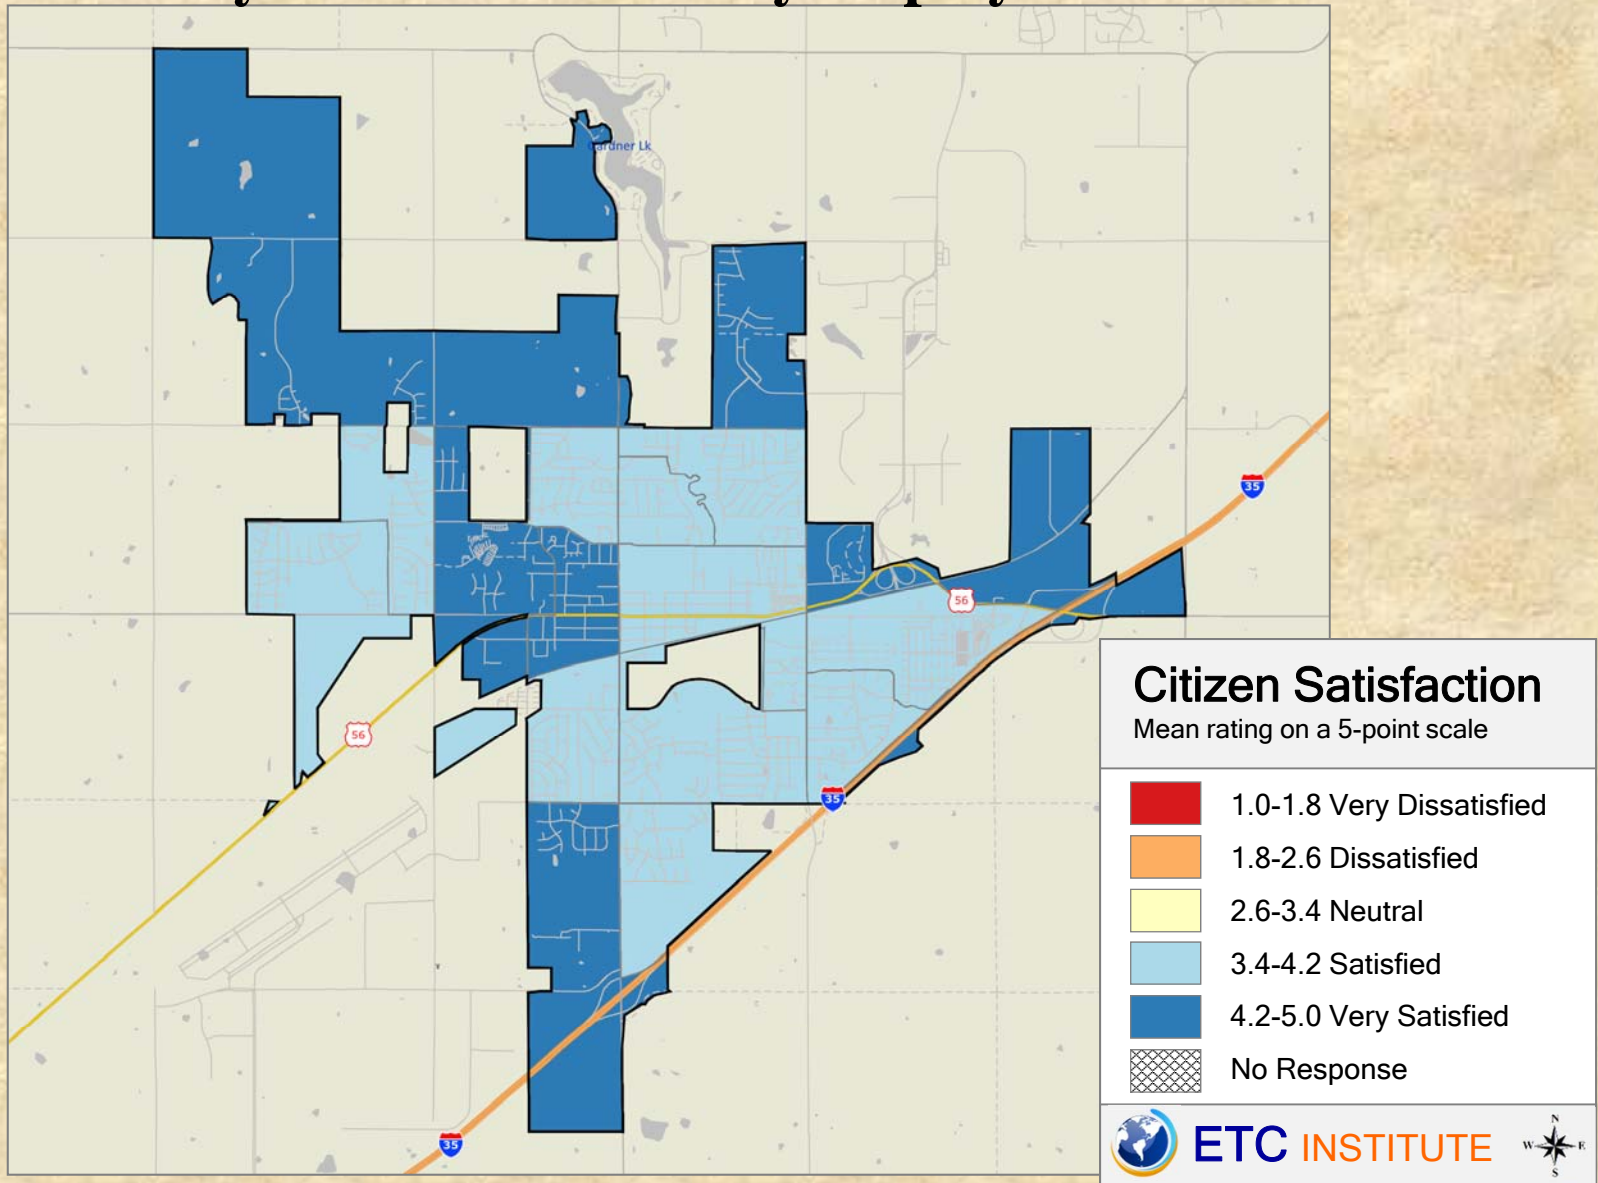 Gardner Lk
35
56
56
35
35
Citizen Satisfaction
Mean rating on a 5-point scale
1.0-1.8 Very Dissatisfied
1.8-2.6 Dissatisfied
2.6-3.4 Neutral
3.4-4.2 Satisfied
4.2-5.0 Very Satisfied
No Response
ETC INSTITUTE
N
W E
S